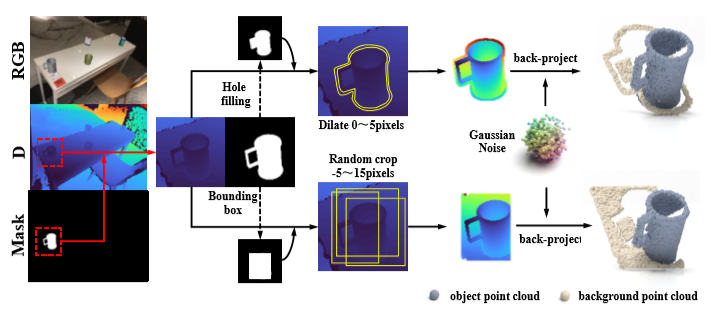 RGB
D
Mask
Hole
filling
Bounding
box
Dilate 0～5pixels
Random crop
-5～15pixels
back-project
Gaussian
Noise
back-project
object point cloud
background point cloud